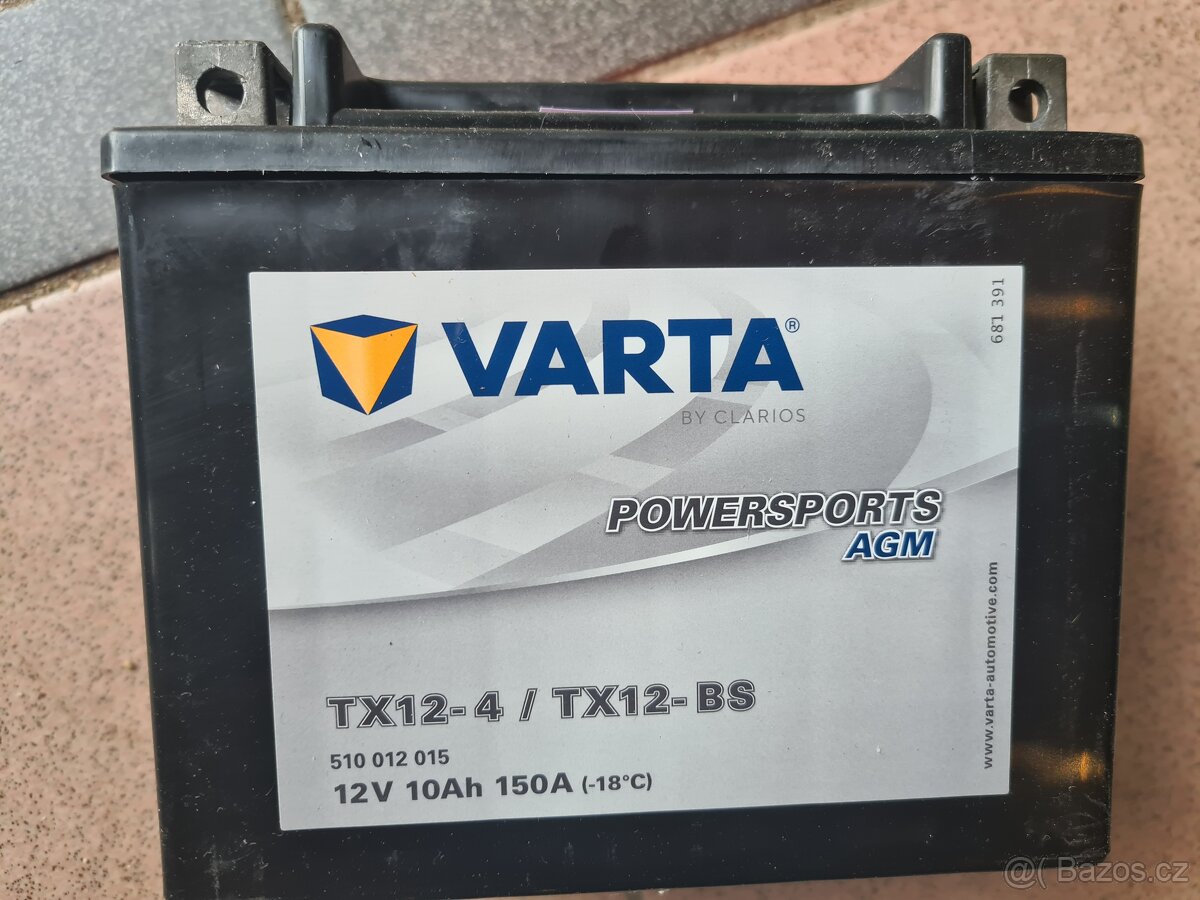 681 391
VARTA®
BY CLARIOS
POWERSPORTS
AGM
www.varta-automotive.com
TX12-4 / TX12-BS
510 012 015
12V 10Ah 150A (-18°C)
@( Bazos.cz